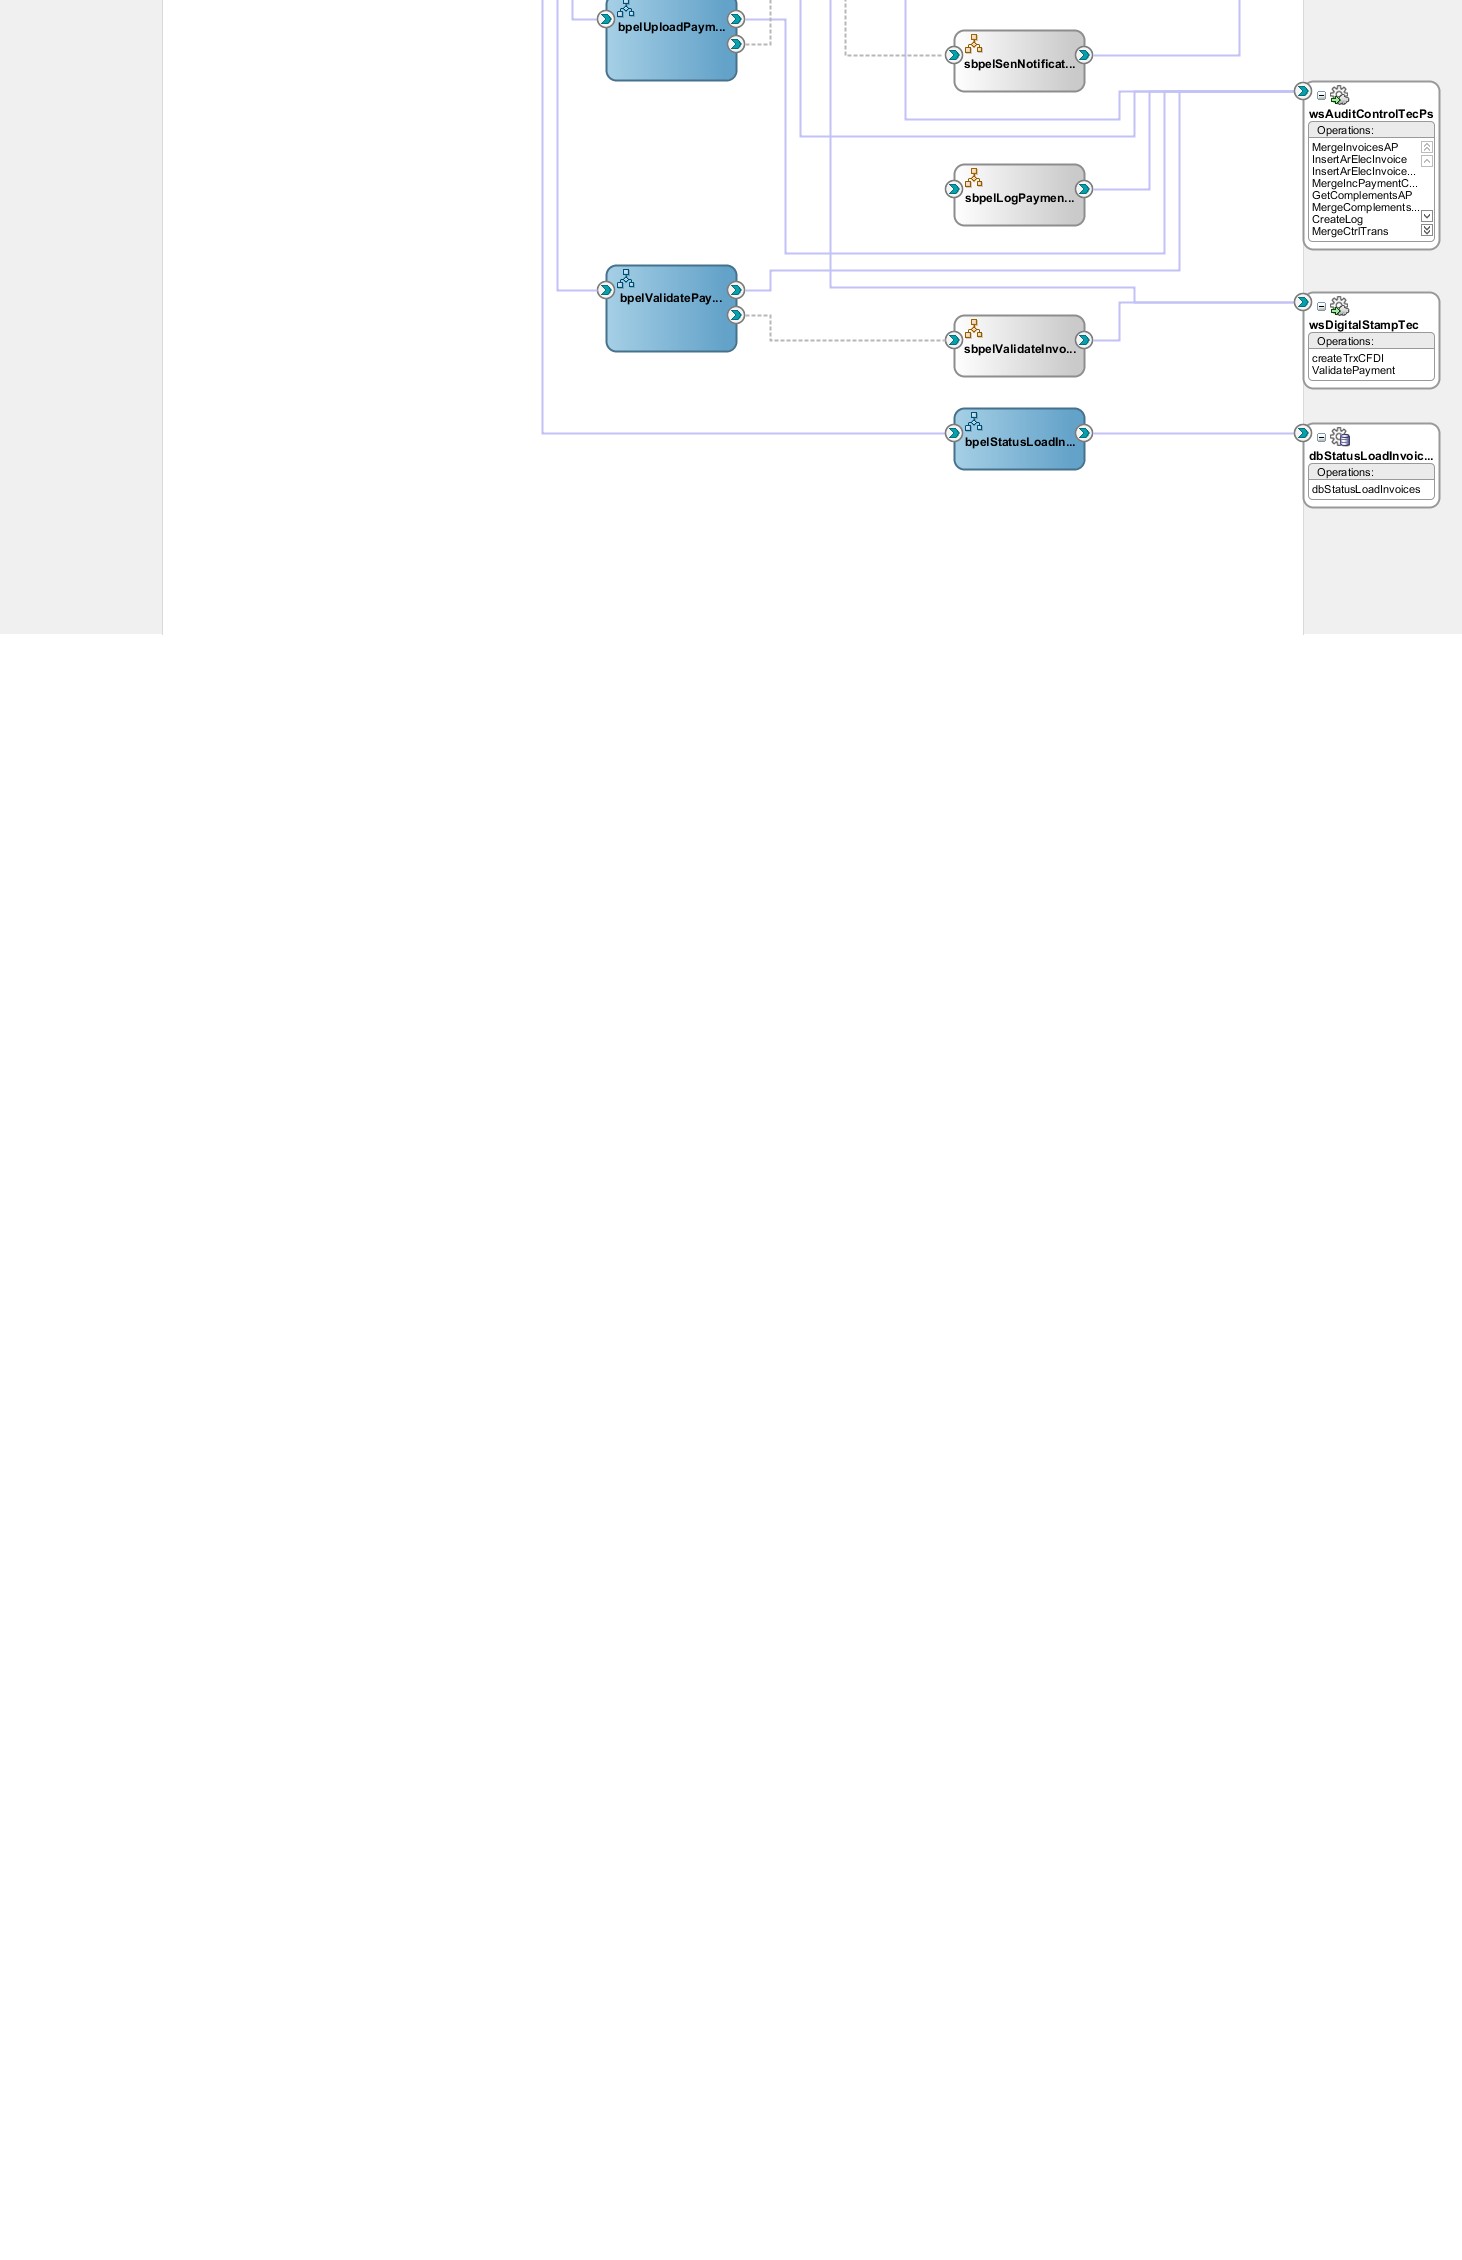 bpelUploadPaym...
sbpelSenNotificat...
wsAuditControlTecPs
Operations:
MergeInvoicesAP
InsertArElecInvoice
InsertArElecInvoice...
MergeIncPaymentC...
GetComplementsAP
MergeComplements...
CreateLog
MergeCtrlTrans
sbpelLogPaymen...
bpelValidatePay...
sbpelValidateInvo...
wsDigitalStampTec
Operations:
createTrxCFDI
ValidatePayment
bpelStatusLoadIn...
dbStatusLoadInvoic...
Operations:
dbStatusLoadInvoices